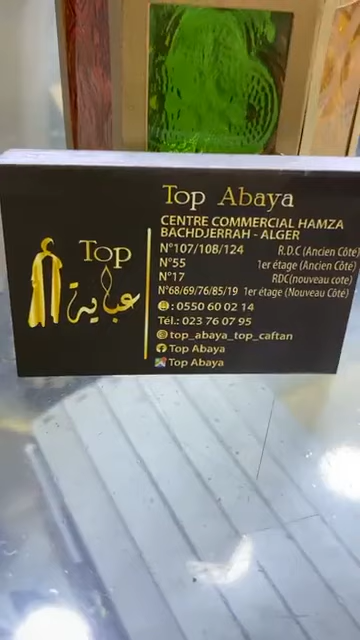 Top Abaya
CENTRE COMMERCIAL HAMZA
BACHDJERRAH - ALGER
N°107/108/124 R.D.C (Ancien Côté)
N°55 1er étage (Ancien Côté)
N°17 RDC(nouveau coté)
N°68/69/76/85/19 1er étage (Nouveau Côté)
: 0550 60 02 14
Tél.: 023 76 07 95
top_abaya_top_caftan
Top Abaya
Top Abaya
Top
عباية